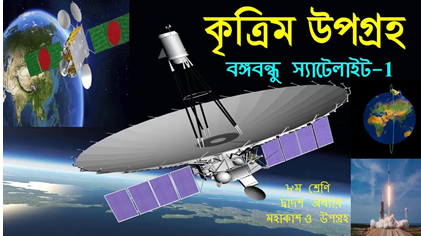 কৃত্রিম উপগ্রহ
বঙ্গবন্ধু স্যাটেলাইট-1
৮ম শ্রেণি
দ্বাদশ অধ্যায়
মহাকাশ ও উপগ্রহ